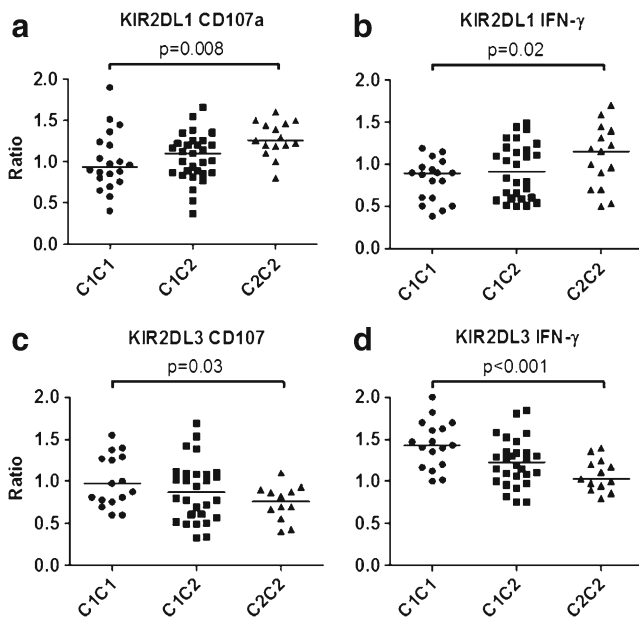 a
KIR2DL1 CD107a
p=0.008
2.0
1.5
1.0
0.5
0.0
Ratio
C1C1
C1C2
C2C2
b
KIR2DL1 IFN-γ
p=0.02
2.0
1.5
1.0
0.5
0.0
C1C1
C1C2
C2C2
c
KIR2DL3 CD107
p=0.03
2.0
1.5
1.0
0.5
0.0
Ratio
C1C1
C1C2
C2C2
d
KIR2DL3 IFN-γ
p<0.001
2.0
1.5
1.0
0.5
0.0
C1C1
C1C2
C2C2